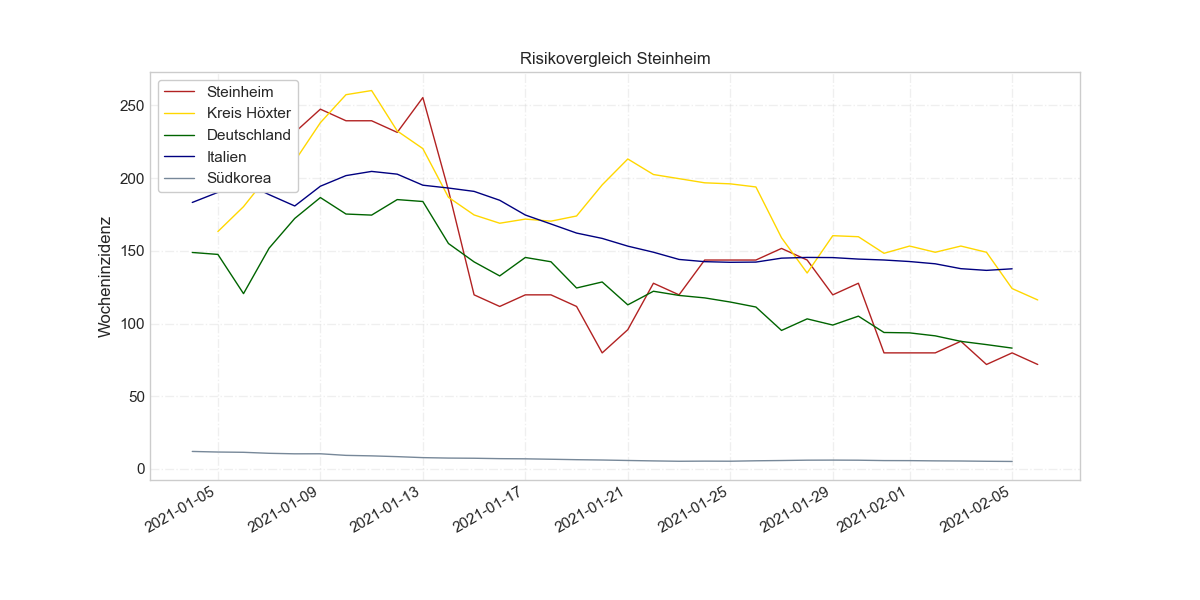 Risikovergleich Steinheim
Steinheim
Kreis Höxter
Deutschland
Italien
Südkorea
Wocheninzidenz
250
200
150
100
50
0
2021-01-05
2021-01-09
2021-01-13
2021-01-17
2021-01-21
2021-01-25
2021-01-29
2021-02-01
2021-02-05